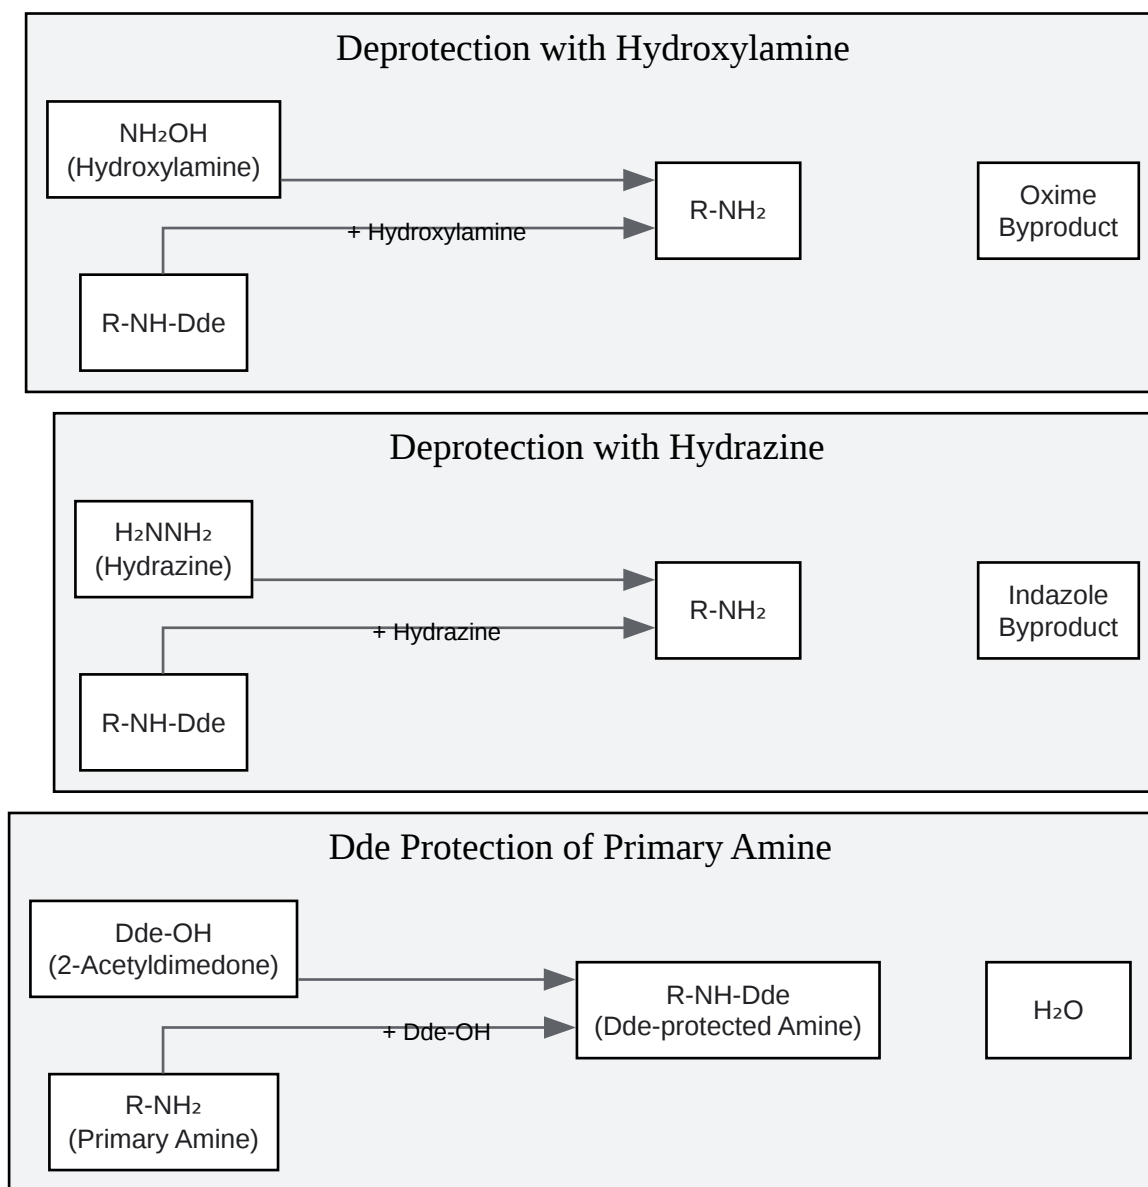 Deprotection with Hydroxylamine
NH₂OH
(Hydroxylamine)
R-NH₂
Oxime
Byproduct
+ Hydroxylamine
R-NH-Dde
Deprotection with Hydrazine
H₂NNH₂
(Hydrazine)
R-NH₂
Indazole
Byproduct
+ Hydrazine
R-NH-Dde
Dde Protection of Primary Amine
Dde-OH
(2-Acetyldimedone)
R-NH-Dde
(Dde-protected Amine)
H₂O
+ Dde-OH
R-NH₂
(Primary Amine)